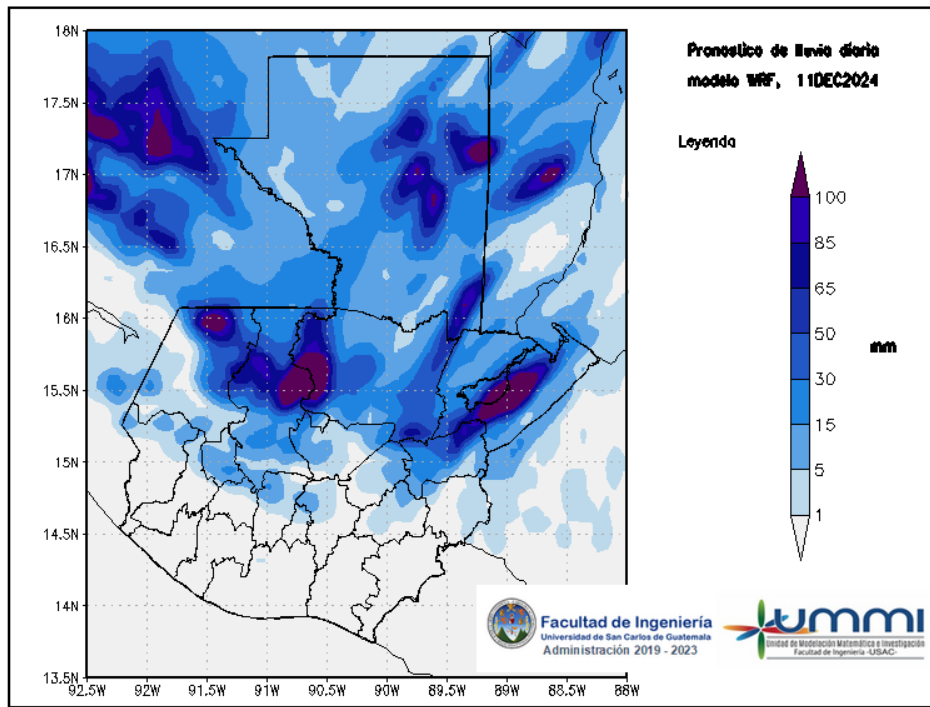 18N
17.5N
17N
16.5N
16N
15.5N
15N
14.5N
14N
13.5N
92.5W
92W
91.5W
91W
90.5W
90W
89.5W
89W
88.5W
88W
Pronostico de lluvia diaria
modelo WRF, 11DEC2024
Leyenda
100
85
65
50
30
15
5
1
mm
Facultad de Ingeniería
Universidad de San Carlos de Guatemala
Administración 2019 - 2023
ummi
Unidad de Modelación Matemática e Investigación
Facultad de Ingeniería -USAC-